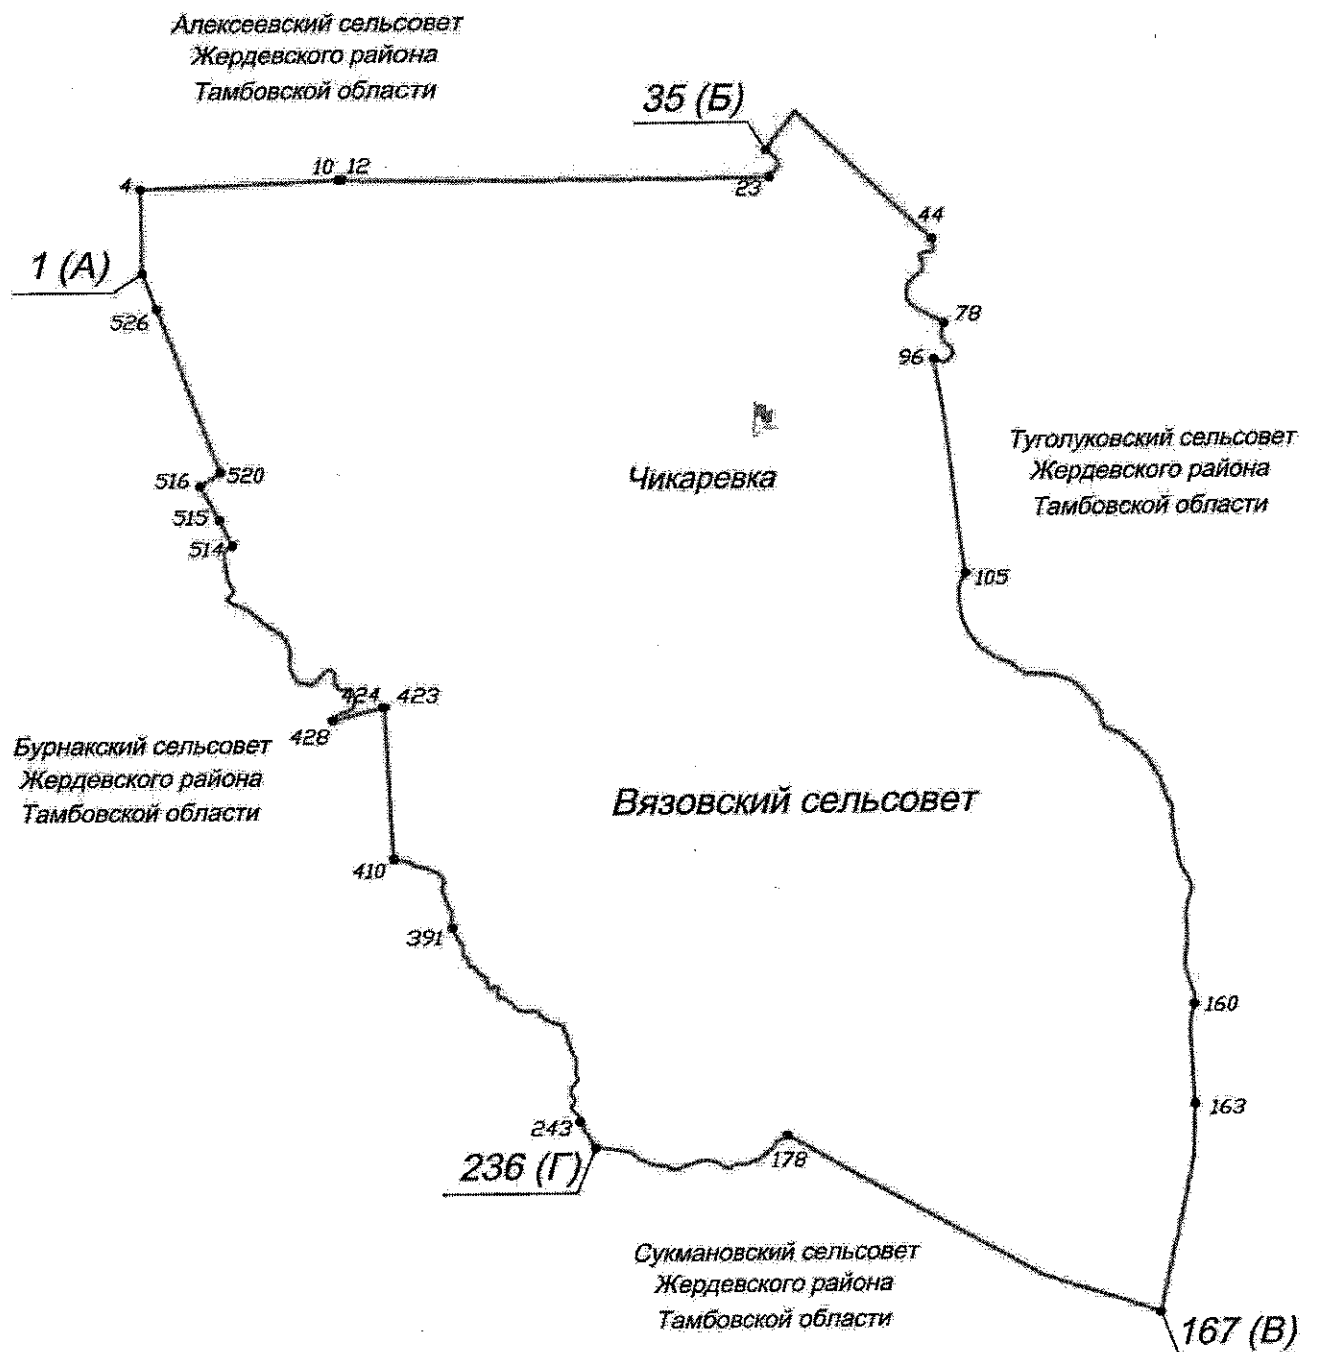 Алексеевский сельсовет
Жердевского района
Тамбовской области
35 (Б)
10 12
4
23
44
1 (А)
526
78
96
Туголуковский сельсовет
Жердевского района
Тамбовской области
520
516
Чикаревка
515
514
105
424 423
428
Бурнакский сельсовет
Жердевского района
Тамбовской области
Вязовский сельсовет
410
391
160
163
243
236 (Г)
178
Сукмановский сельсовет
Жердевского района
Тамбовской области
167 (В)